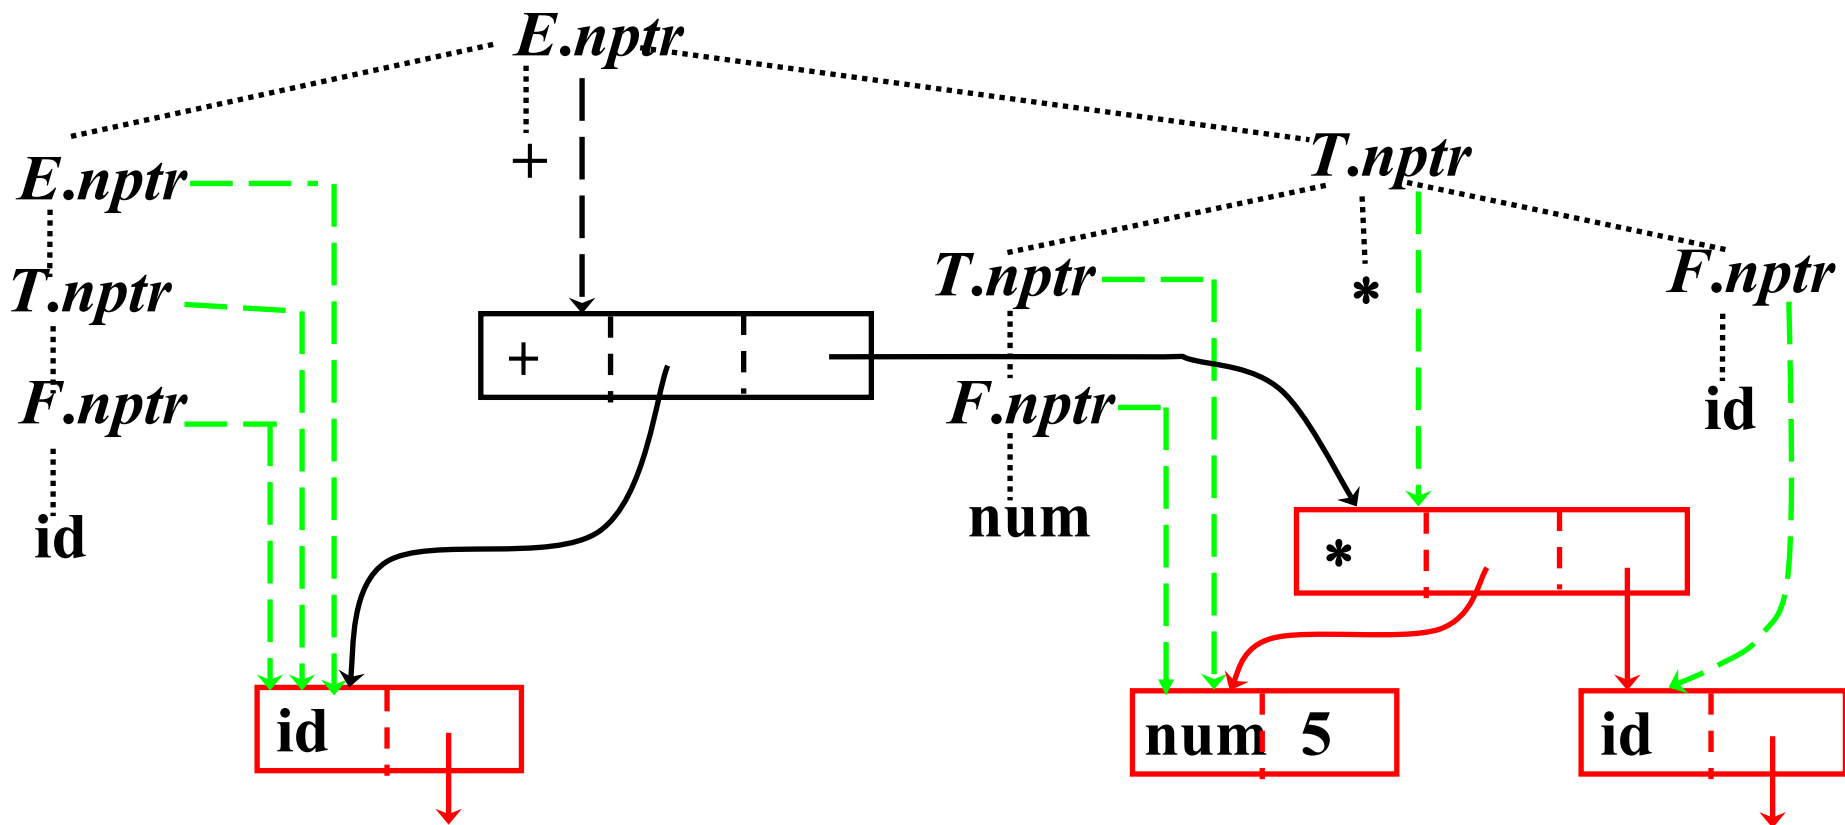 E.nptr
+
T.nptr
E.nptr
T.nptr
*
F.nptr
T.nptr
+
F.nptr
F.nptr
id
num
id
*
id
num 5
id